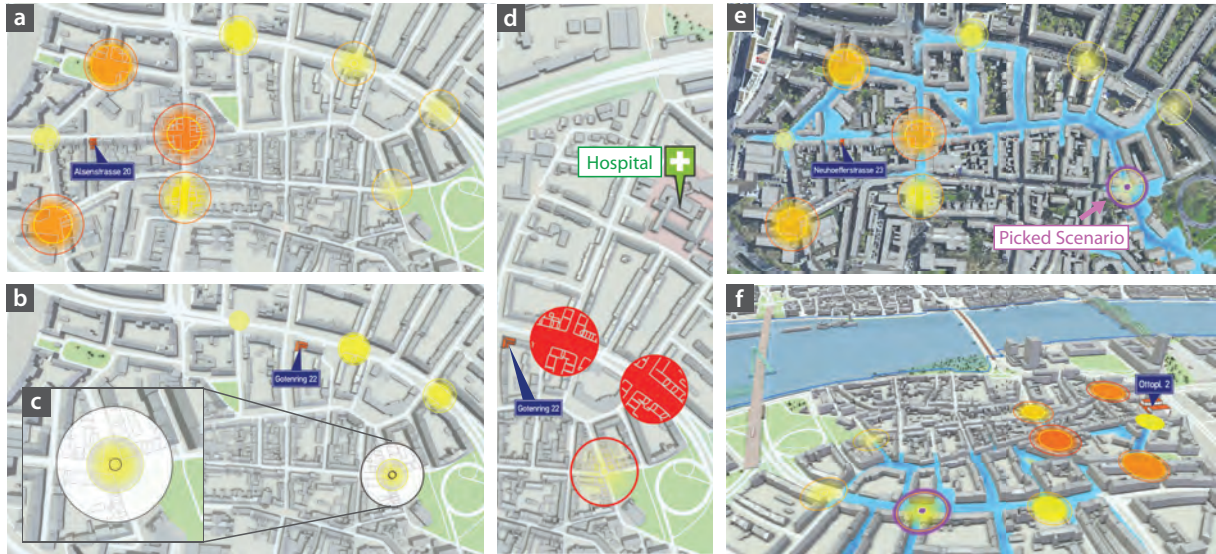 a
Alsenstrasse 20
b
Gotenring 22
c
d
Hospital
Gotenring 22
e
Neuhoefferstrasse 23
Picked Scenario
f
Ottopl. 2